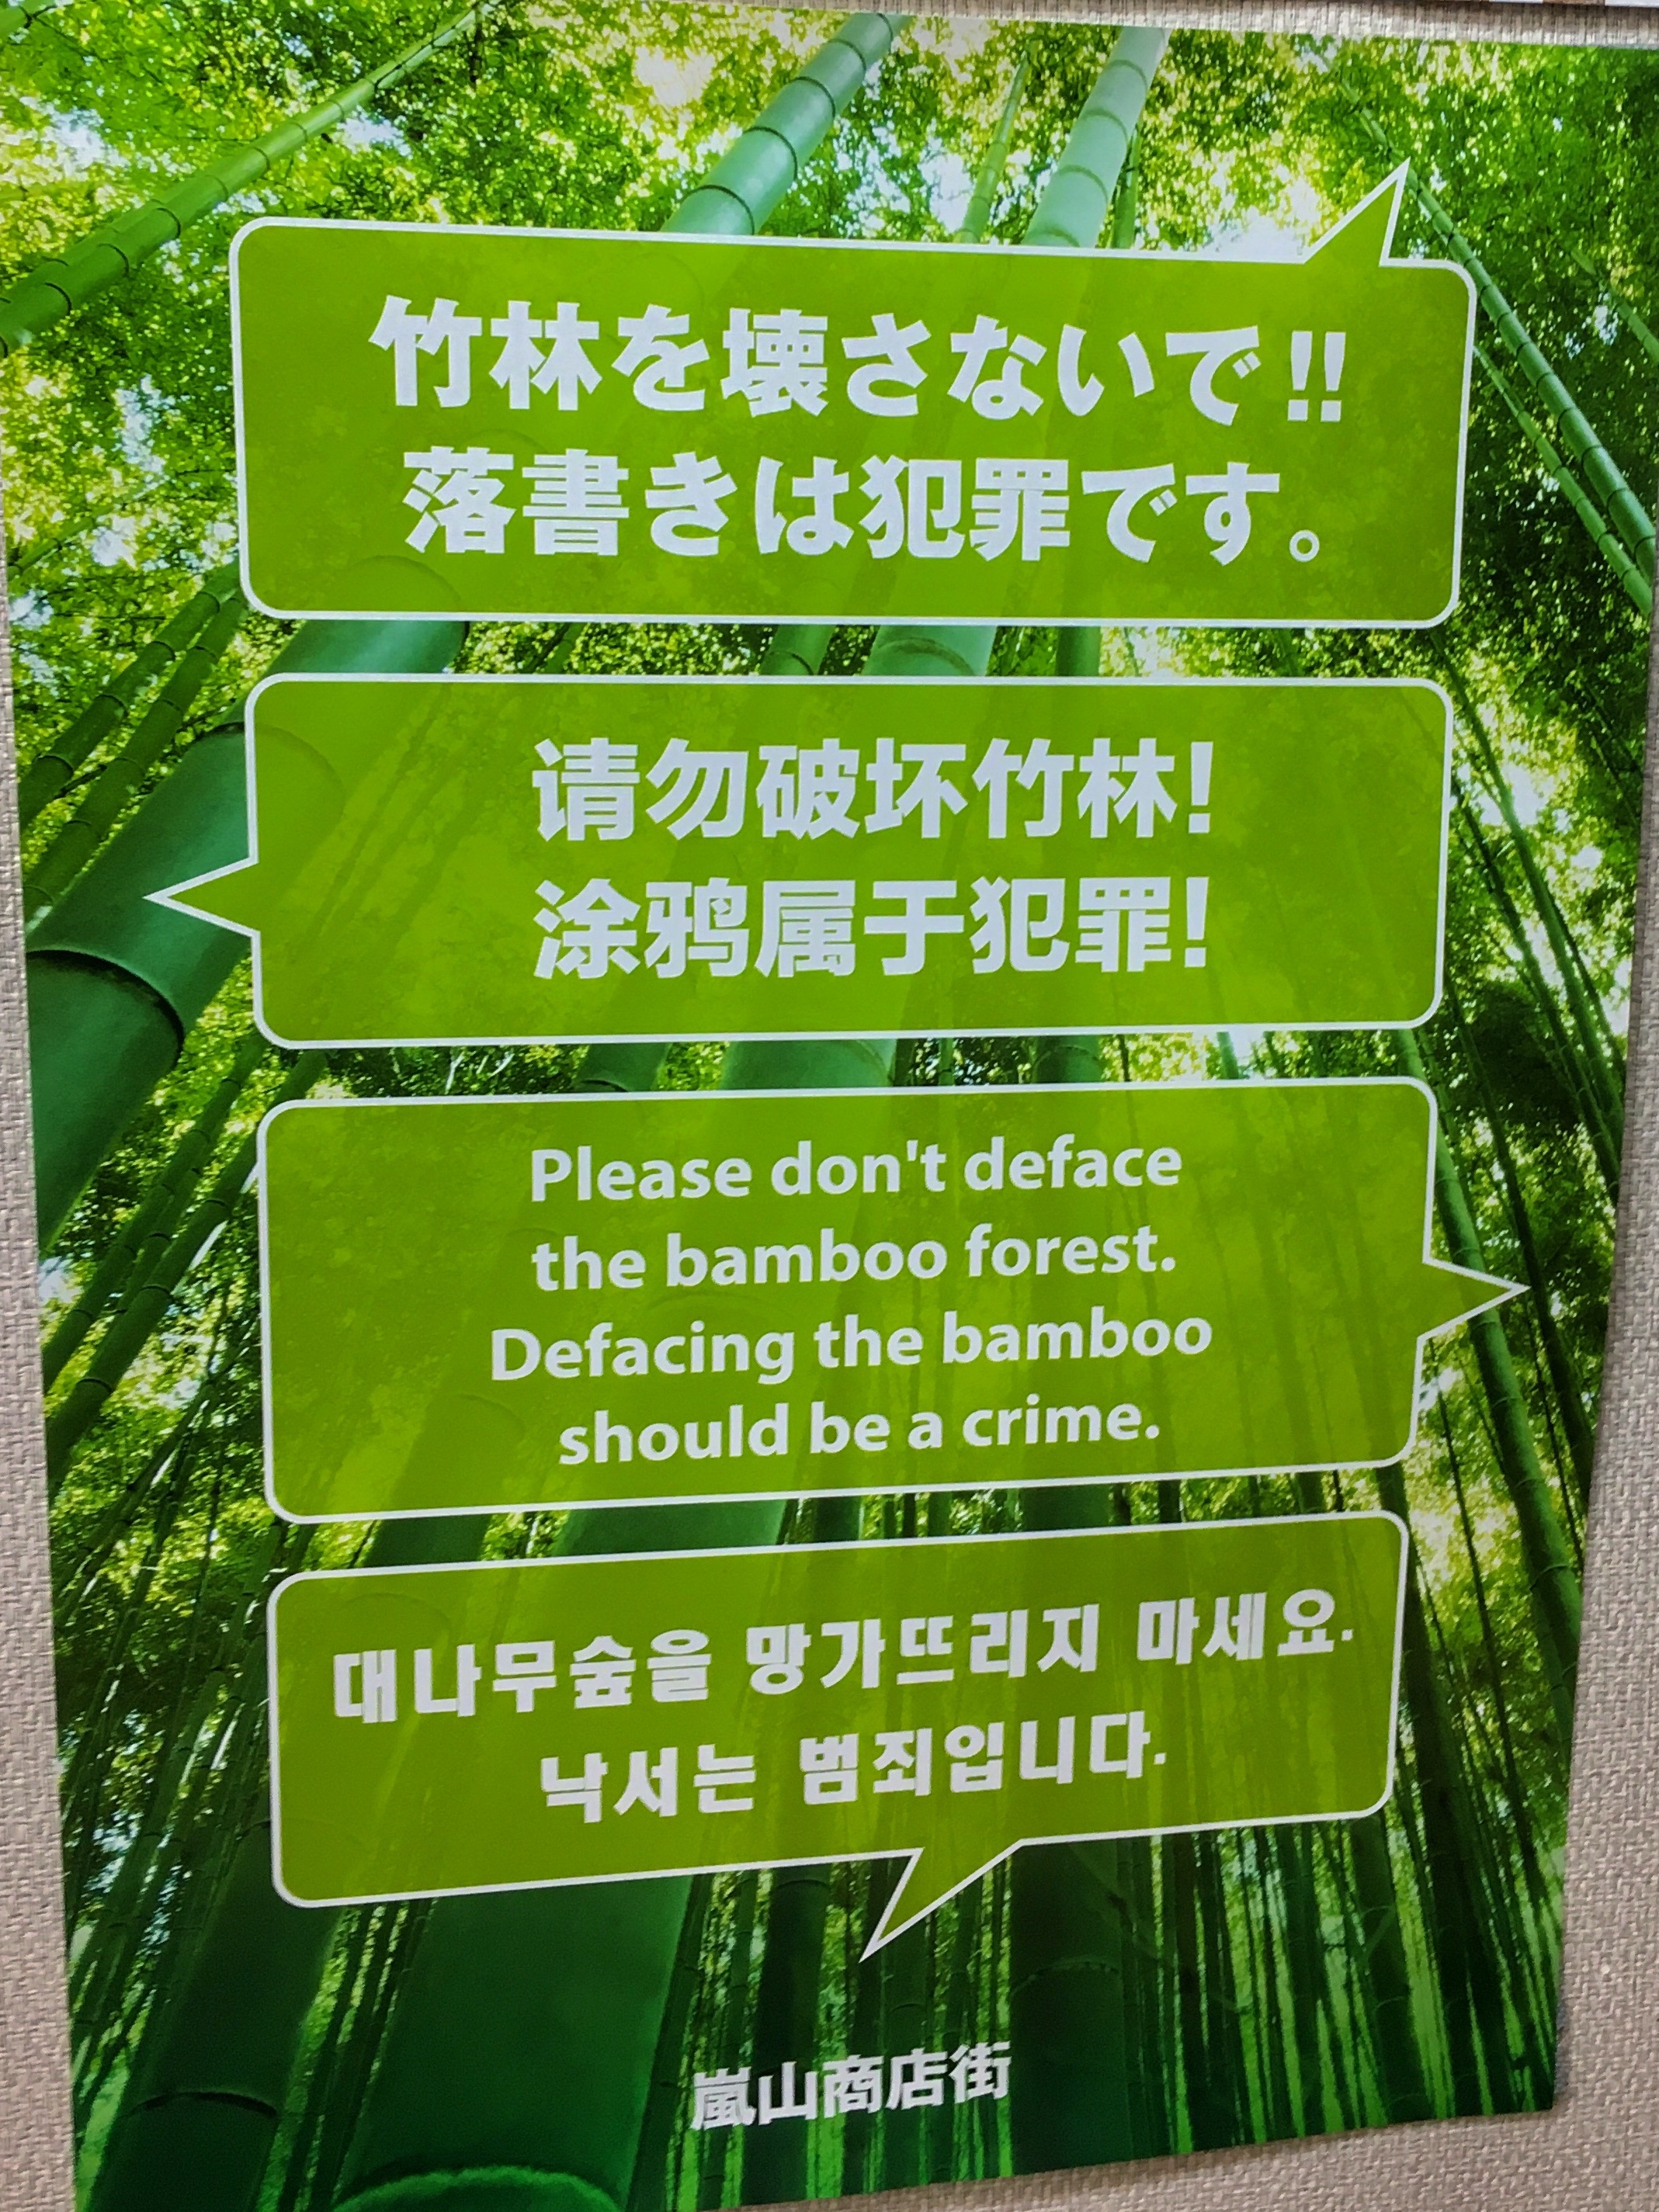 竹林を壊さないで!!
落書きは犯罪です。
请勿破坏竹林!
涂鸦属于犯罪!
Please don't deface
the bamboo forest.
Defacing the bamboo
should be a crime.
대나무숲을 망가뜨리지 마세요.
낙서는 범죄입니다.
嵐山商店街